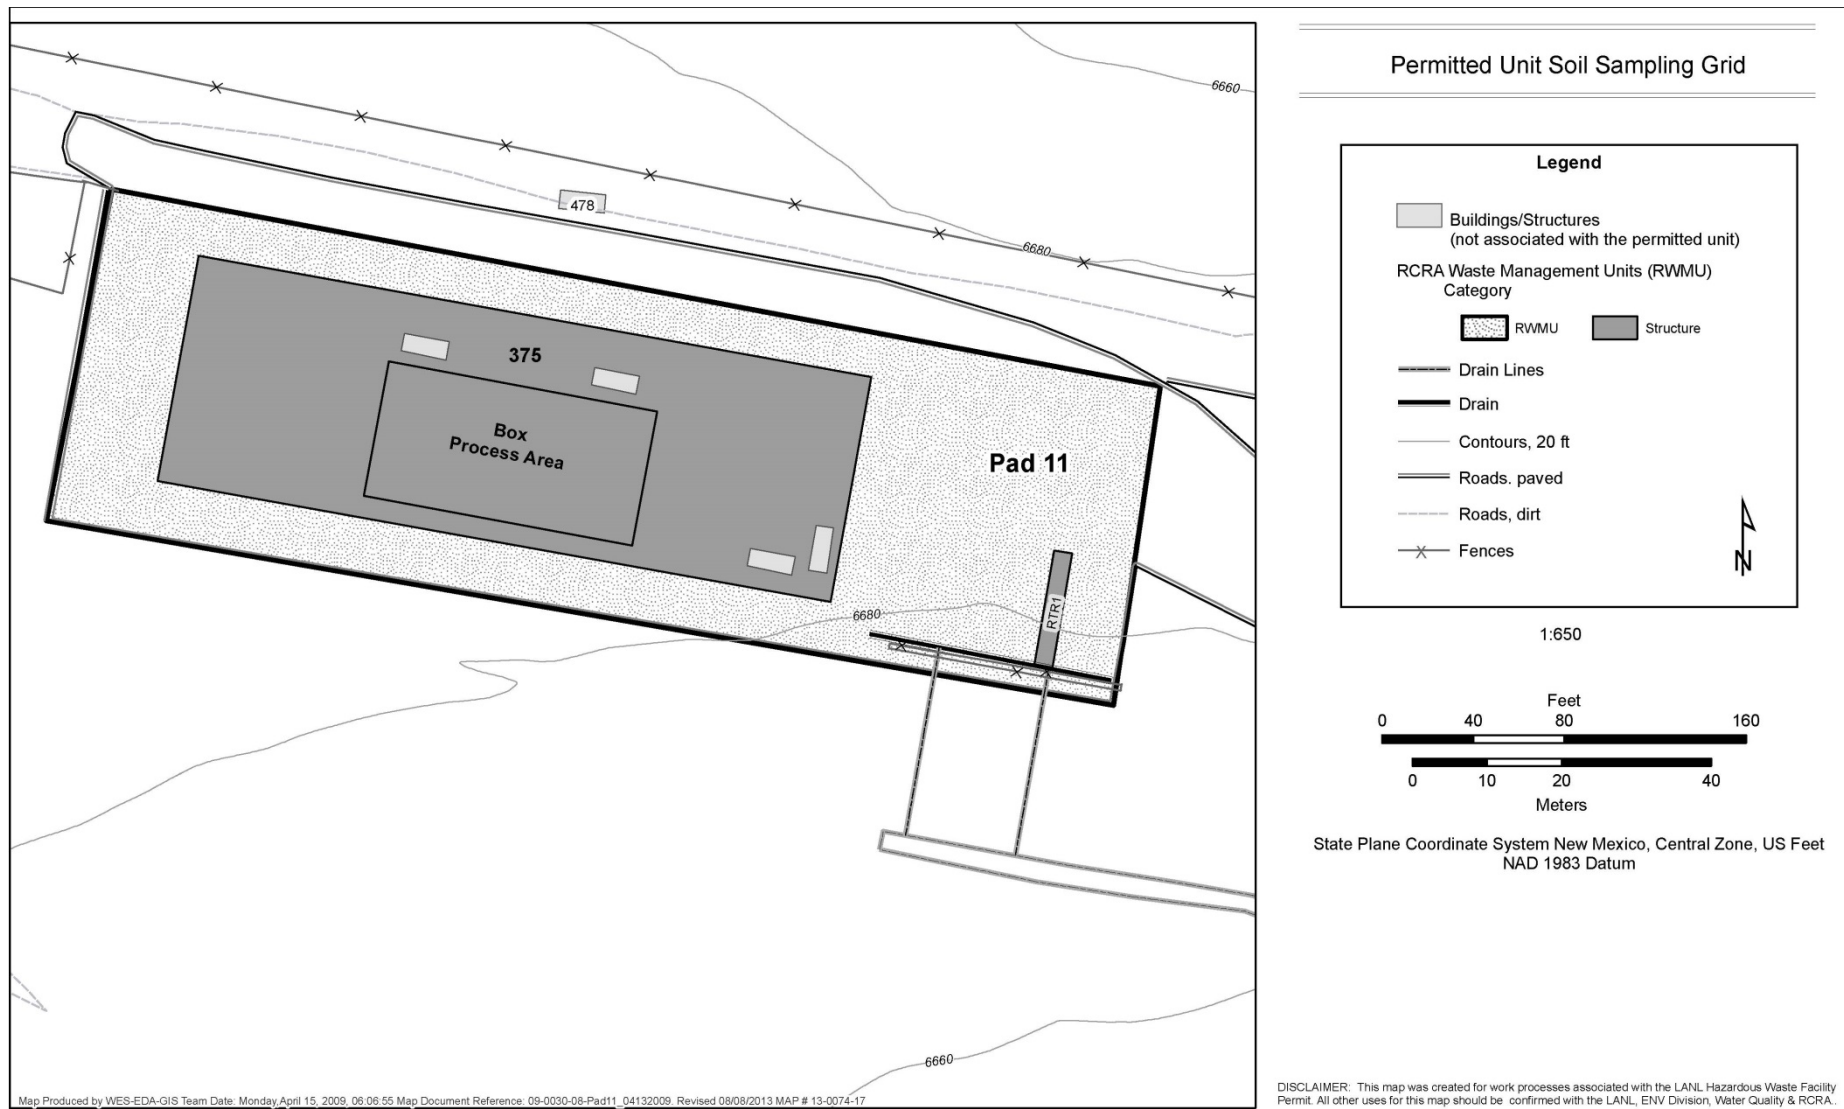 Permitted Unit Soil Sampling Grid
6660
478
6680
375
Box
Process Area
Pad 11
RTR1
6680
6660
Map Produced by WES-EDA-GIS Team Date: Monday,April 15, 2009, 06:06:55 Map Document Reference: 09-0030-08-Pad11_04132009. Revised 08/08/2013 MAP # 13-0074-17
Legend
Buildings/Structures
(not associated with the permitted unit)
RCRA Waste Management Units (RWMU)
Category
RWMU
Structure
Drain Lines
Drain
Contours, 20 ft
Roads. paved
Roads, dirt
Fences
N
1:650
Feet
0 40 80 160
0 10 20 40
Meters
State Plane Coordinate System New Mexico, Central Zone, US Feet
NAD 1983 Datum
DISCLAIMER: This map was created for work processes associated with the LANL Hazardous Waste Facility
Permit. All other uses for this map should be confirmed with the LANL, ENV Division, Water Quality & RCRA.